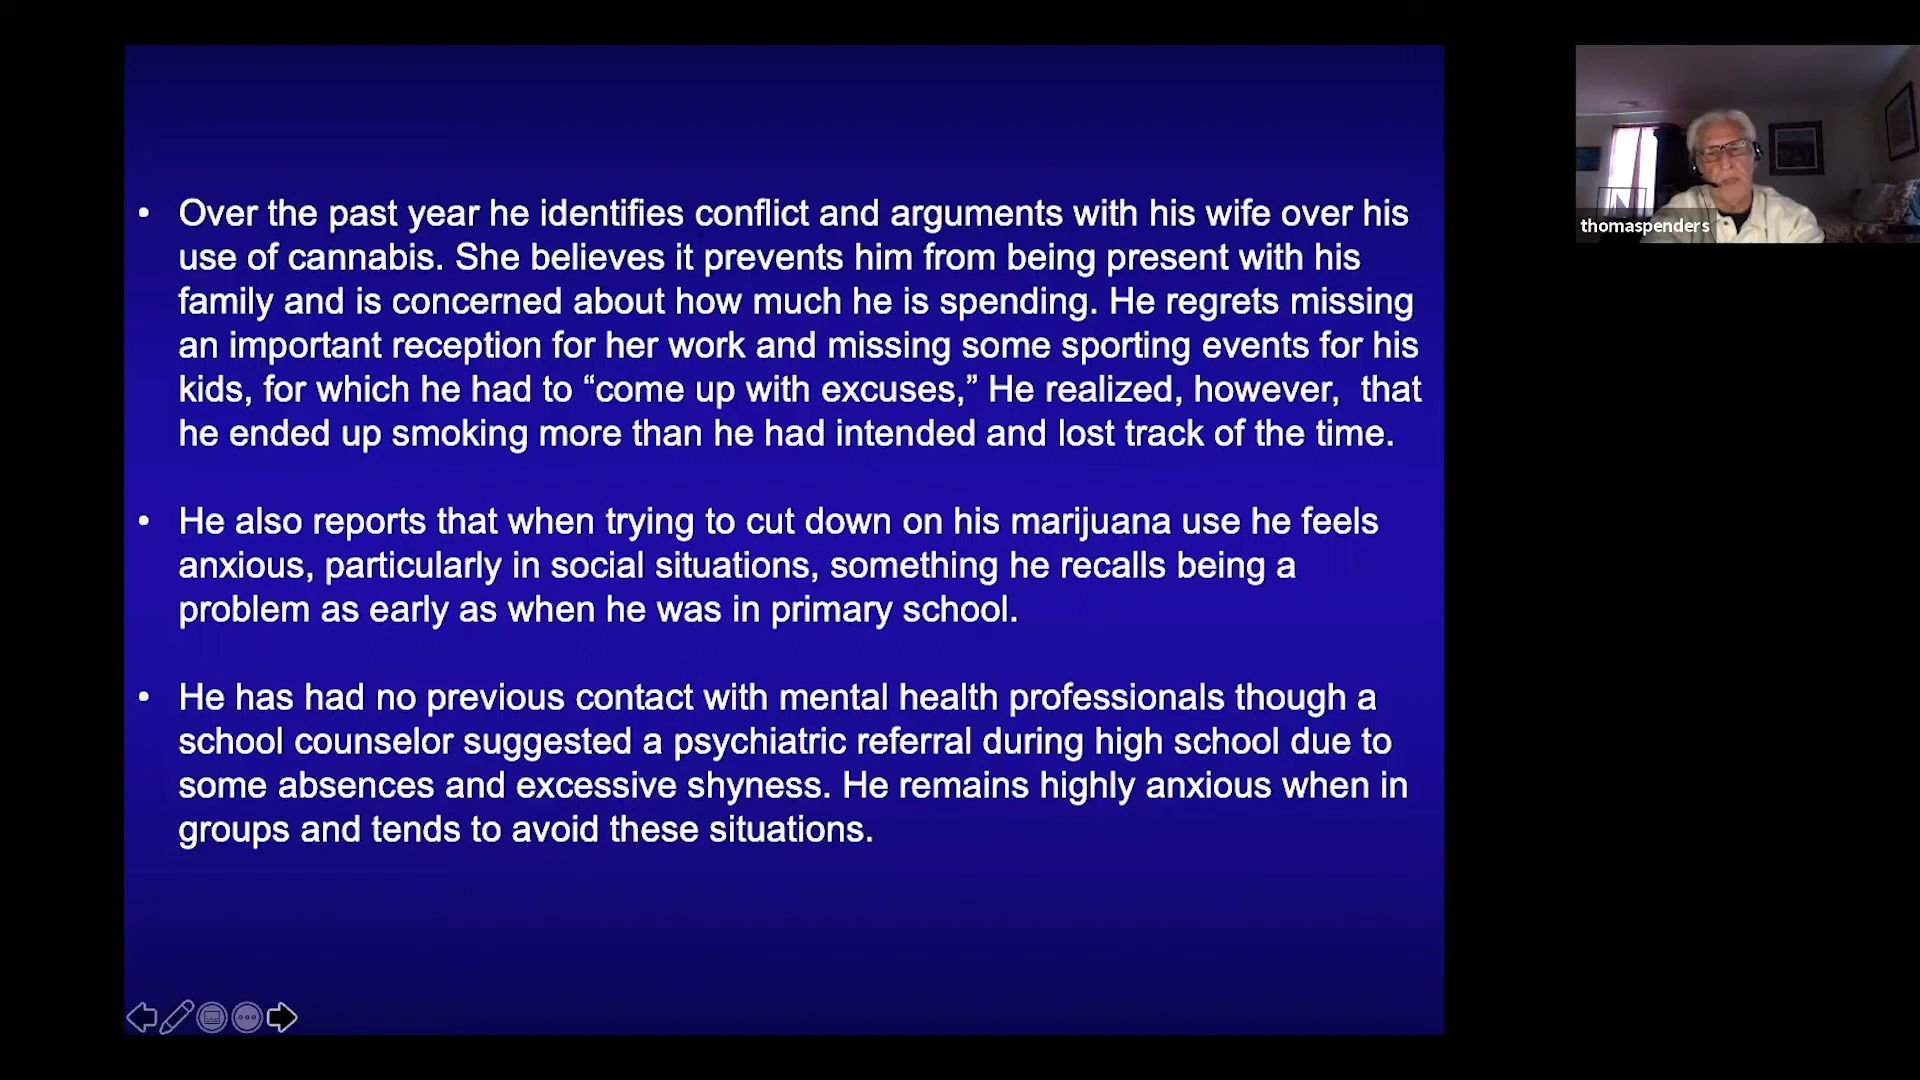 • Over the past year he identifies conflict and arguments with his wife over his
use of cannabis. She believes it prevents him from being present with his
family and is concerned about how much he is spending. He regrets missing
an important reception for her work and missing some sporting events for his
kids, for which he had to “come up with excuses,” He realized, however,  that
he ended up smoking more than he had intended and lost track of the time.
• He also reports that when trying to cut down on his marijuana use he feels
anxious, particularly in social situations, something he recalls being a
problem as early as when he was in primary school.
• He has had no previous contact with mental health professionals though a
school counselor suggested a psychiatric referral during high school due to
some absences and excessive shyness. He remains highly anxious when in
groups and tends to avoid these situations.
thomaspenders